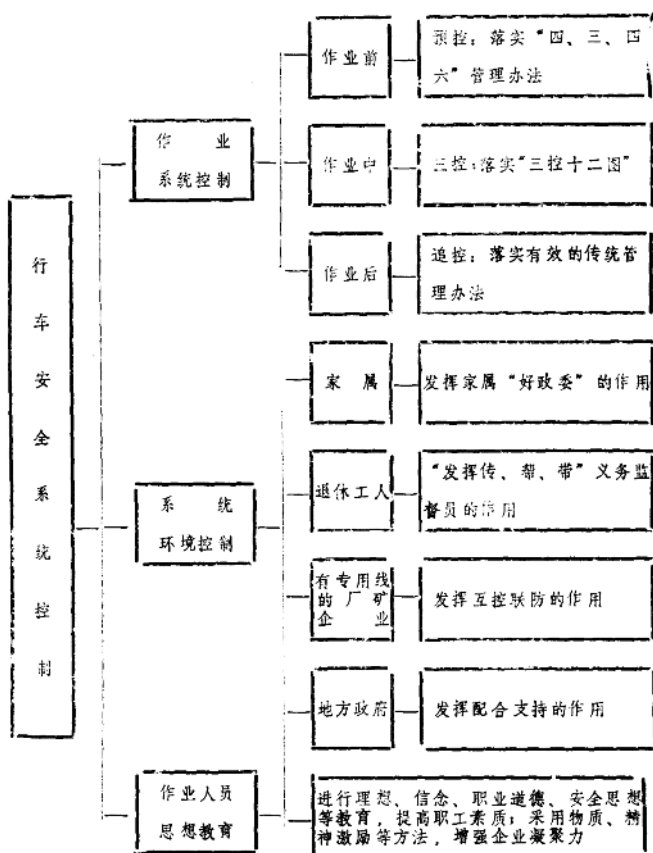 行车安全系统控制
作业
系统控制
作业前
预控：落实“四、三、四
六”管理办法
作业中
三控：落实“三控十二图”
作业后
追控：落实有效的传统管
理办法
系统
环境控制
家属
发挥家属“好政委”的作用
退休工人
“发挥传、帮、带”义务监
督员的作用
有专用线
的厂矿
企业
发挥互控联防的作用
地方政府
发挥配合支持的作用
作业人员
思想教育
进行理想、信念、职业道德、安全思想
等教育，提高职工素质；采用物质、精
神激励等方法，增强企业凝聚力